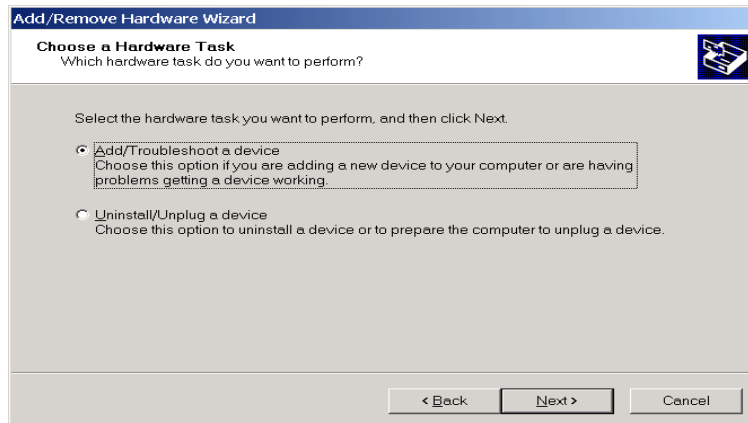 Add/Remove Hardware Wizard
Choose a Hardware Task
Which hardware task do you want to perform?
Select the hardware task you want to perform, and then click Next.
Add/Troubleshoot a device
Choose this option if you are adding a new device to your computer or are having
problems getting a device working.
Uninstall/Unplug a device
Choose this option to uninstall a device or to prepare the computer to unplug a device.
< Back Next > Cancel